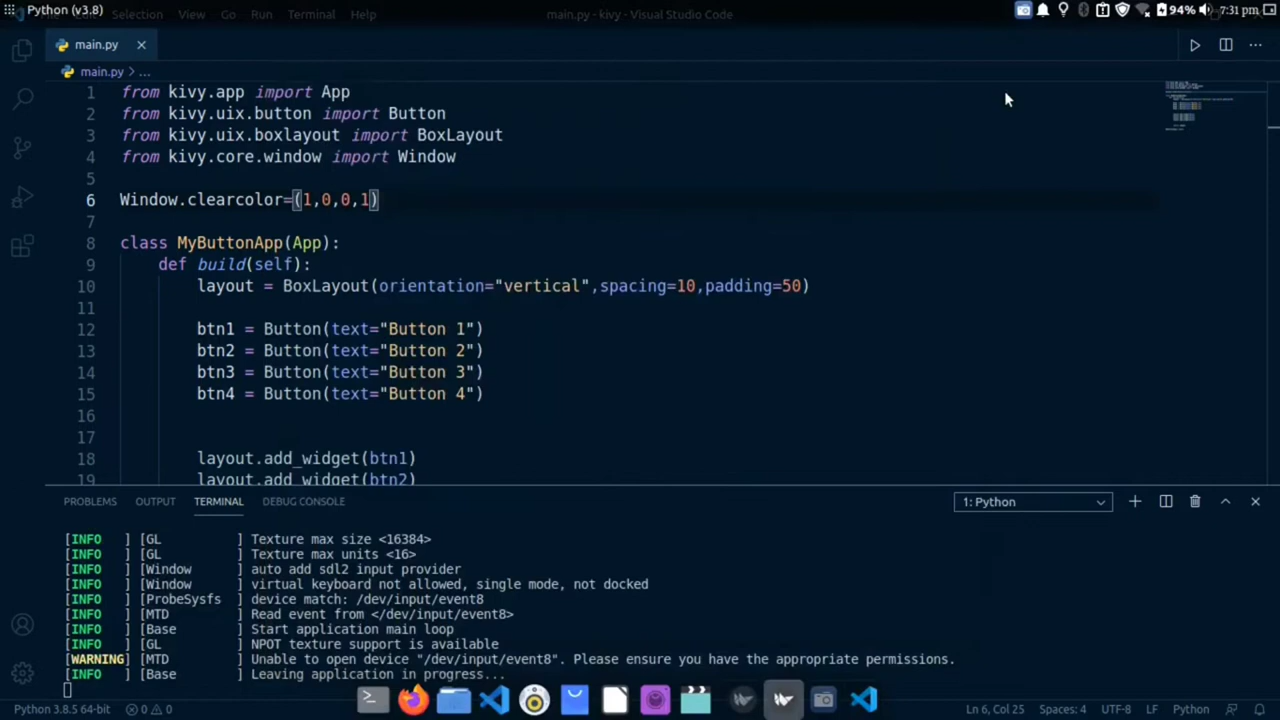 Python (v3.8)
Selection View Go Run Terminal Help
main.py - kivy - Visual Studio Code
94% 7:31 pm
main.py
main.py > ...
1 from kivy.app import App
2 from kivy.uix.button import Button
3 from kivy.uix.boxlayout import BoxLayout
4 from kivy.core.window import Window
5
6 Window.clearcolor=(1,0,0,1)
7
8 class MyButtonApp(App):
9 def build(self):
10 layout = BoxLayout(orientation="vertical",spacing=10,padding=50)
11
12 btn1 = Button(text="Button 1")
13 btn2 = Button(text="Button 2")
14 btn3 = Button(text="Button 3")
15 btn4 = Button(text="Button 4")
16
17
18 layout.add_widget(btn1)
19 layout.add_widget(btn2)
PROBLEMS OUTPUT TERMINAL DEBUG CONSOLE
1: Python
[INFO ] [GL ] Texture max size <16384>
[INFO ] [GL ] Texture max units <16>
[INFO ] [Window ] auto add sdl2 input provider
[INFO ] [Window ] virtual keyboard not allowed, single mode, not docked
[INFO ] [ProbeSysfs ] device match: /dev/input/event8
[INFO ] [MTD ] Read event from </dev/input/event8>
[INFO ] [Base ] Start application main loop
[INFO ] [GL ] NPOT texture support is available
[WARNING] [MTD ] Unable to open device "/dev/input/event8". Please ensure you have the appropriate permissions.
[INFO ] [Base ] Leaving application in progress...
Python 3.8.5 64-bit 0 0 Ln 6, Col 25 Spaces: 4 UTF-8 LF Python